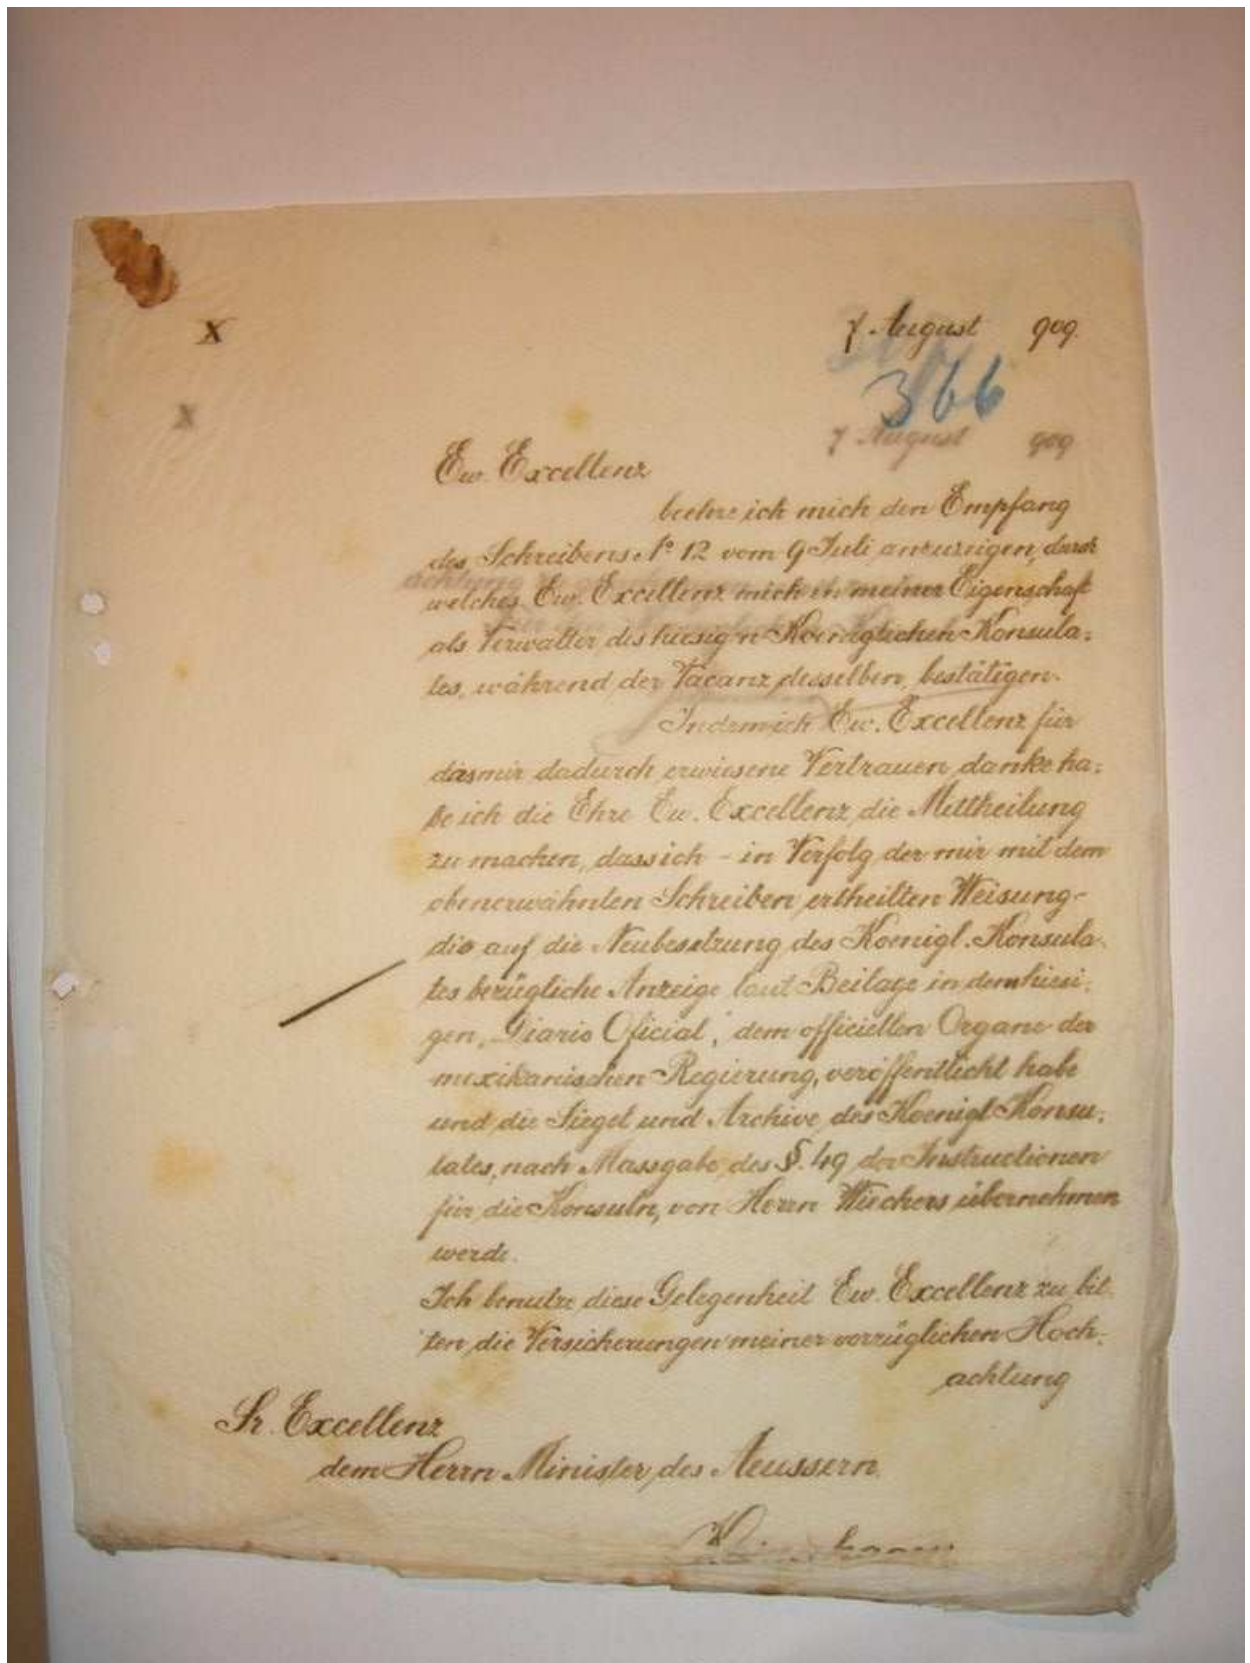 X
7. August 909.
366
X
7 August 909
Ew. Excellenz
beehre ich mich den Empfang
des Schreibens No 12 vom 9 Juli anzuzeigen, durch
welches Ew. Excellenz mich in meiner Eigenschaft
als Verwalter des hiesigen Koeniglichen Konsula-
tes, während der Vacanz desselben, bestätigen.
Indem ich Ew. Excellenz für
das mir dadurch erwiesene Vertrauen danke ha-
be ich die Ehre Ew. Excellenz die Mittheilung
zu machen, dass ich - in Verfolg der mir mit dem
obenerwähnten Schreiben ertheilten Weisung -
die auf die Neubesetzung des Koenigl. Konsula-
tes bezügliche Anzeige laut Beilage in dem hiesi-
gen „Diario Oficial", dem officiellen Organe der
mexikanischen Regierung, veröffentlicht habe
und die Siegel und Archive des Koenigl Konsu-
lates, nach Massgabe des §. 49 der Instructionen
für die Konsuln, von Herrn Wiechers übernehmen
werde.
Ich benutze diese Gelegenheit Ew. Excellenz zu bit-
ten die Versicherungen meiner vorzüglichen Hoch-
achtung
Sr. Excellenz
dem Herrn Minister des Aeussern.